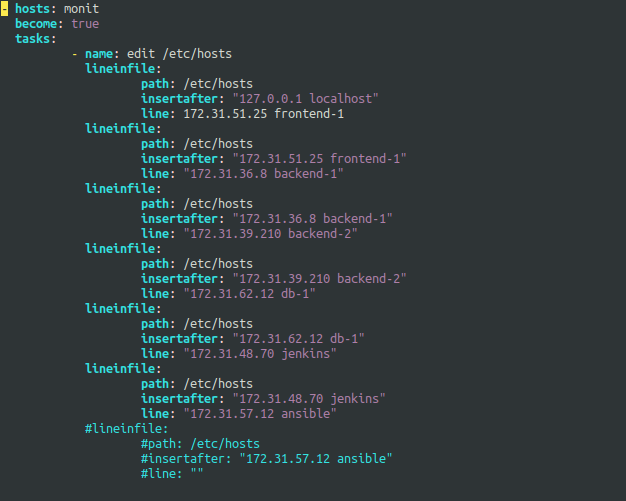 - hosts: monit
  become: true
  tasks:
          - name: edit /etc/hosts
            lineinfile:
                    path: /etc/hosts
                    insertafter: "127.0.0.1 localhost"
                    line: 172.31.51.25 frontend-1
            lineinfile:
                    path: /etc/hosts
                    insertafter: "172.31.51.25 frontend-1"
                    line: "172.31.36.8 backend-1"
            lineinfile:
                    path: /etc/hosts
                    insertafter: "172.31.36.8 backend-1"
                    line: "172.31.39.210 backend-2"
            lineinfile:
                    path: /etc/hosts
                    insertafter: "172.31.39.210 backend-2"
                    line: "172.31.62.12 db-1"
            lineinfile:
                    path: /etc/hosts
                    insertafter: "172.31.62.12 db-1"
                    line: "172.31.48.70 jenkins"
            lineinfile:
                    path: /etc/hosts
                    insertafter: "172.31.48.70 jenkins"
                    line: "172.31.57.12 ansible"
            #lineinfile:
                    #path: /etc/hosts
                    #insertafter: "172.31.57.12 ansible"
                    #line: ""